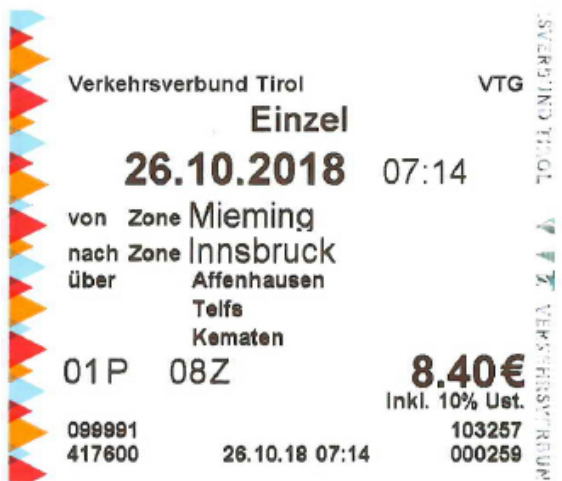 Verkehrsverbund Tirol VTG
Einzel
26.10.2018 07:14
von Zone Mieming
nach Zone Innsbruck
über Affenhausen
Telfs
Kematen
01P 08Z 8.40€
Inkl. 10% Ust.
099991 103257
417600 26.10.18 07:14 000259